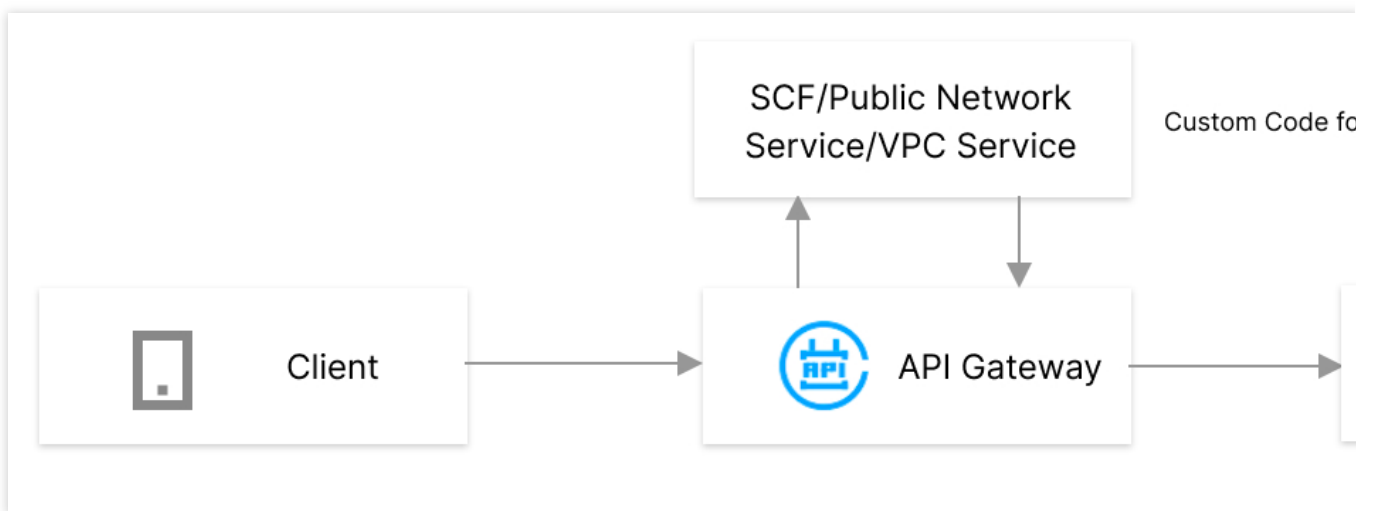 SCF/Public Network
Service/VPC Service
Custom Code fo
Client
API
API Gateway